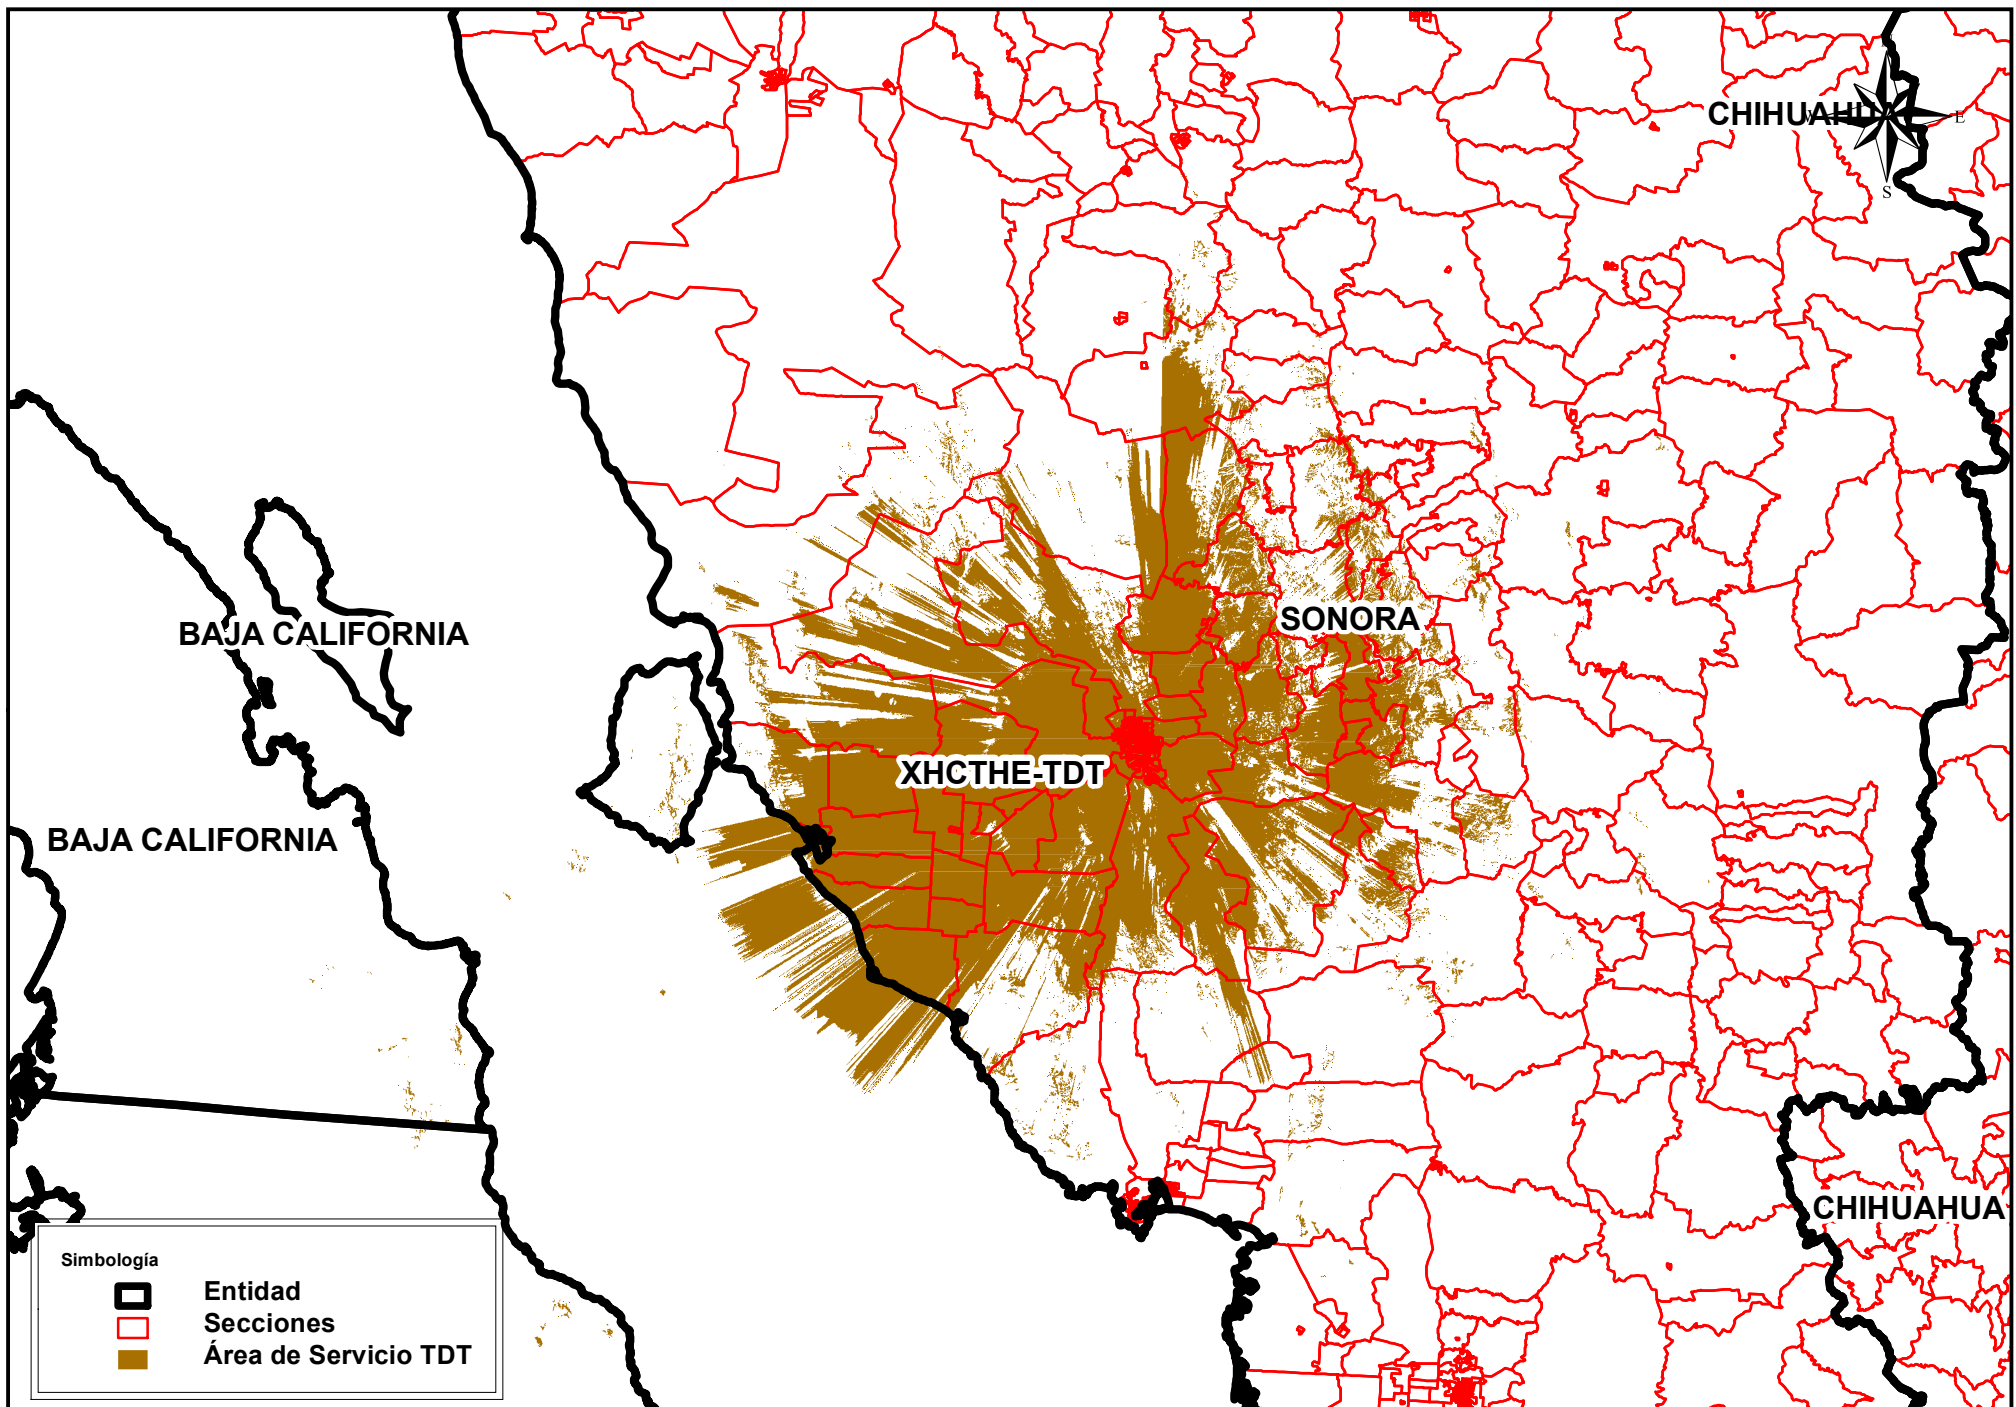 CHIHUAHUA
E
S
SONORA
BAJA CALIFORNIA
XHCTHE-TDT
BAJA CALIFORNIA
CHIHUAHUA
Simbología
Entidad
Secciones
Área de Servicio TDT